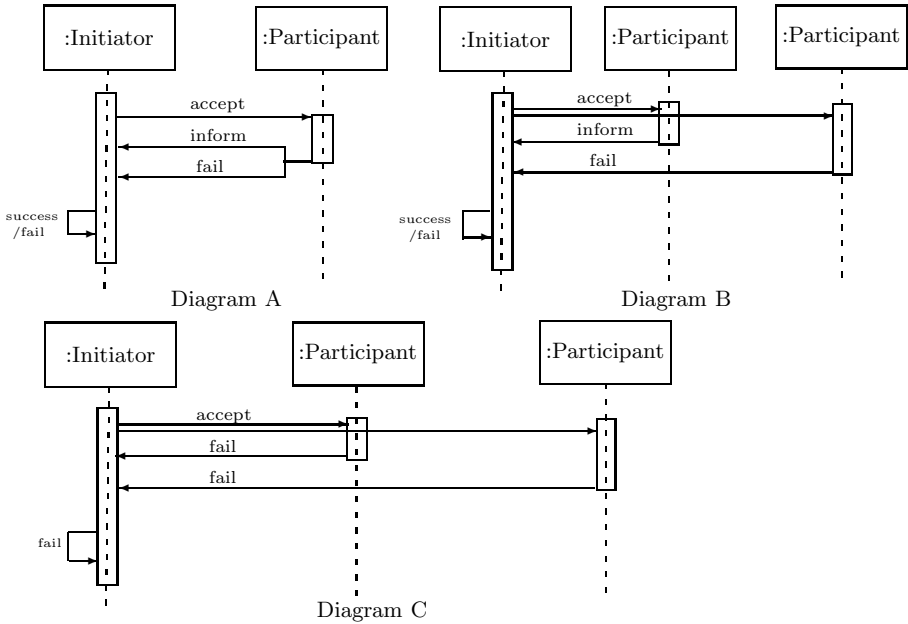 :Initiator
:Participant
accept
inform
fail
success
/fail
Diagram A
:Initiator
:Participant
:Participant
accept
inform
fail
success
/fail
Diagram B
:Initiator
:Participant
:Participant
accept
fail
fail
fail
Diagram C